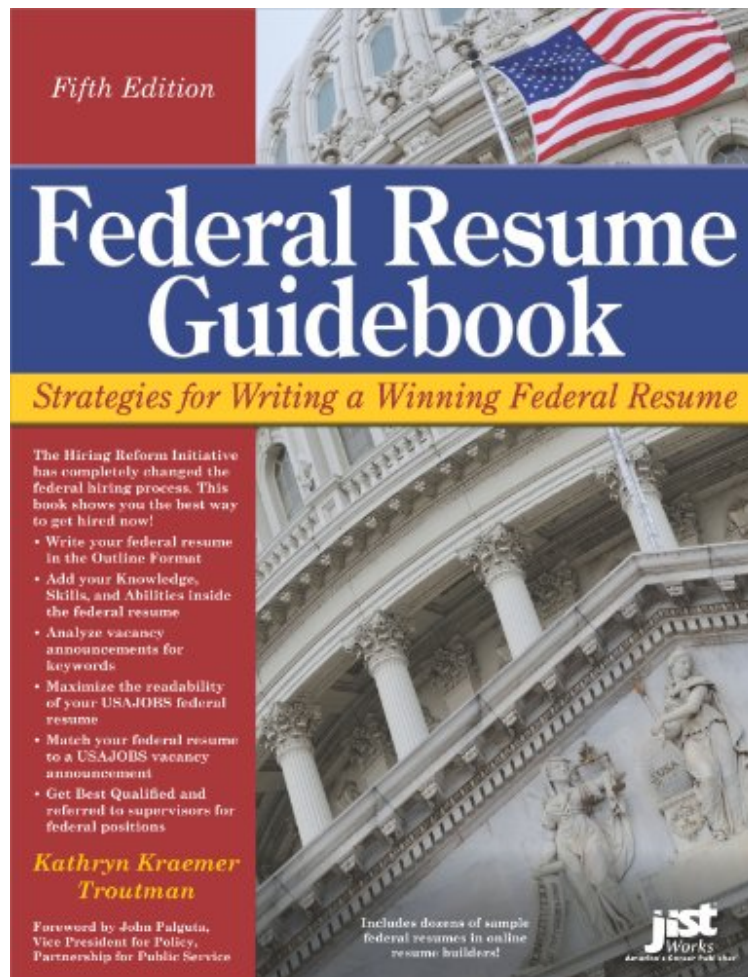 Fifth Edition
Federal Resume
Guidebook
Strategies for Writing a Winning Federal Resume
The Hiring Reform Initiative
has completely changed the
federal hiring process. This
book shows you the best way
to get hired now!
• Write your federal resume
in the Outline Format
• Add your Knowledge,
Skills, and Abilities inside
the federal resume
• Analyze vacancy
announcements for
keywords
• Maximize the readability
of your USAJOBS federal
resume
• Match your federal resume
to a USAJOBS vacancy
announcement
• Get Best Qualified and
referred to supervisors for
federal positions
Kathryn Kraemer
Troutman
Foreword by John Palguta,
Vice President for Policy,
Partnership for Public Service
Includes dozens of sample
federal resumes in online
resume builders!
jist
Works
America's Career Publisher